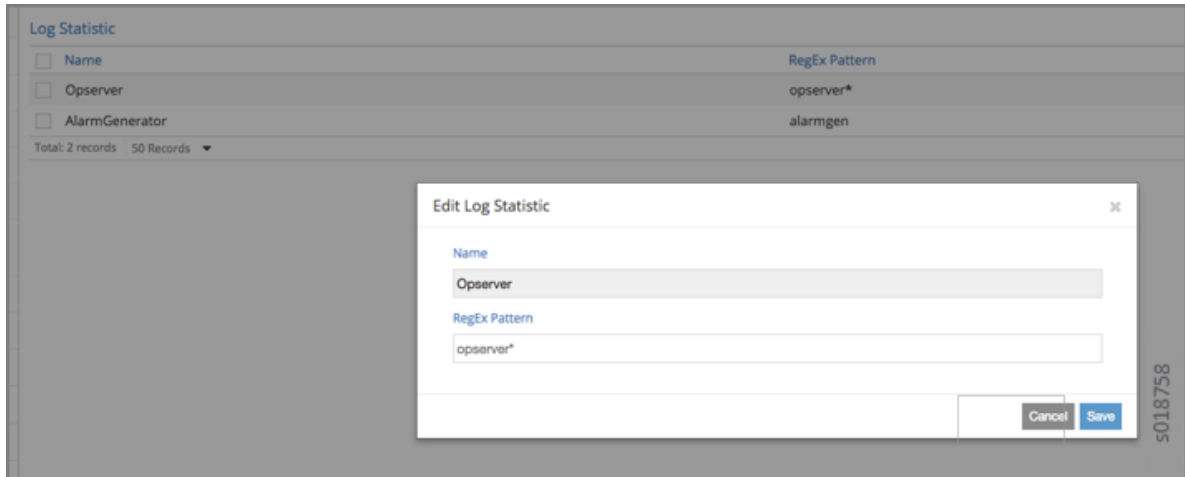 Log Statistic
Name RegEx Pattern
Opserver opserver*
AlarmGenerator alarmgen
Total: 2 records 50 Records
Edit Log Statistic
Name
Opserver
RegEx Pattern
opserver*
Cancel Save
s018758